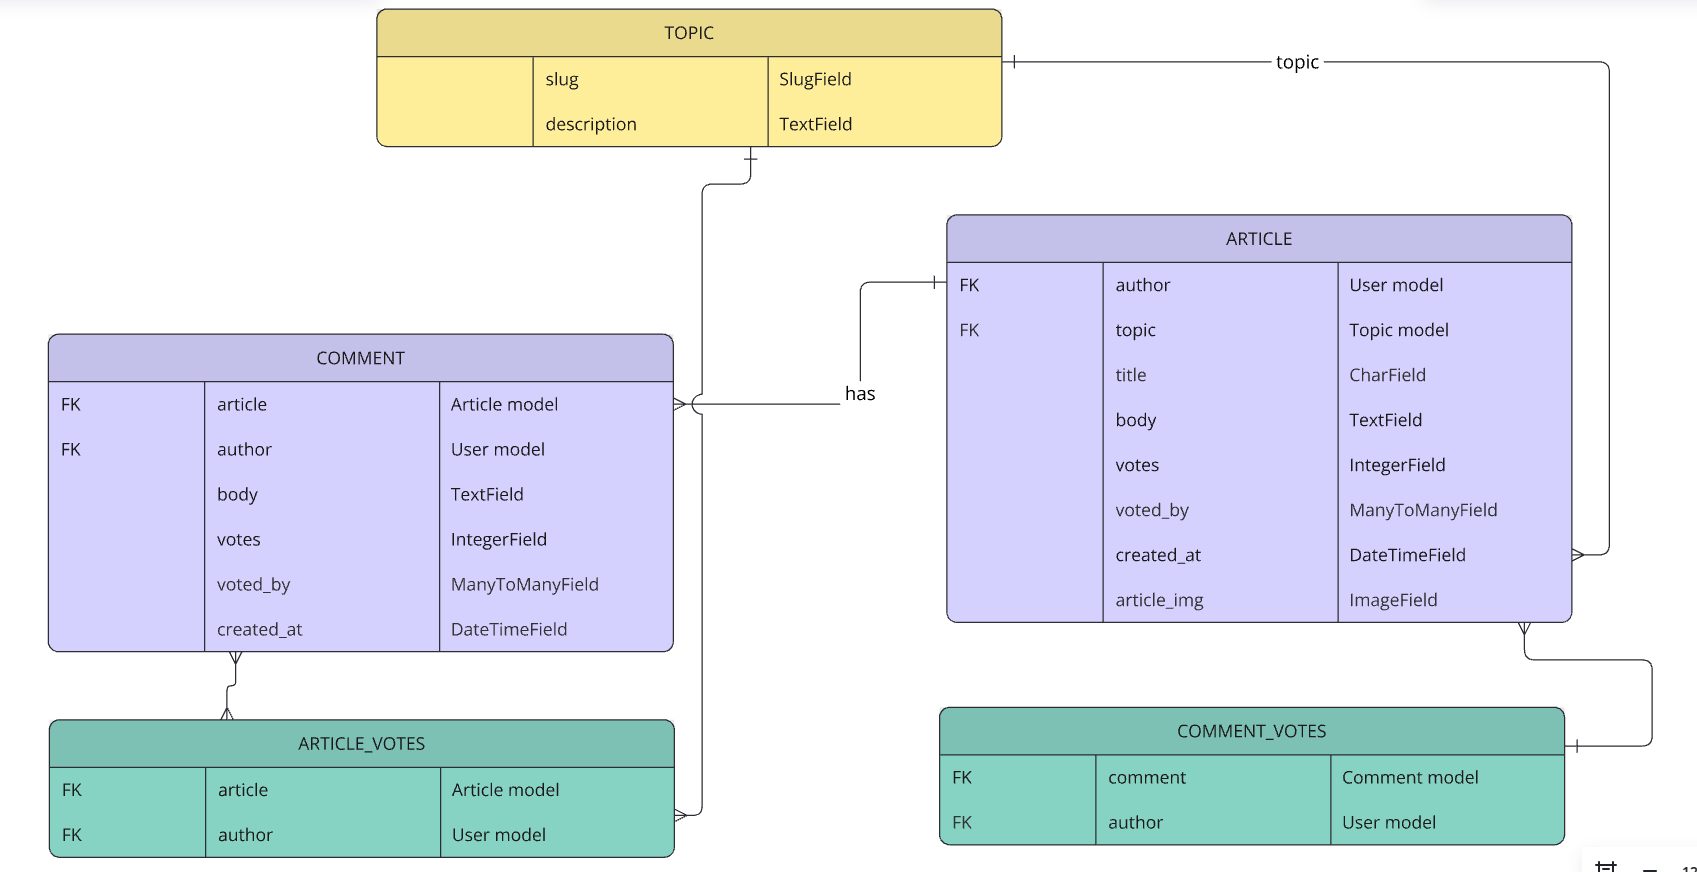 TOPIC
slug SlugField
description TextField
topic
ARTICLE
FK author User model
FK topic Topic model
title CharField
body TextField
votes IntegerField
voted_by ManyToManyField
created_at DateTimeField
article_img ImageField
has
COMMENT
FK article Article model
FK author User model
body TextField
votes IntegerField
voted_by ManyToManyField
created_at DateTimeField
ARTICLE_VOTES
FK article Article model
FK author User model
COMMENT_VOTES
FK comment Comment model
FK author User model